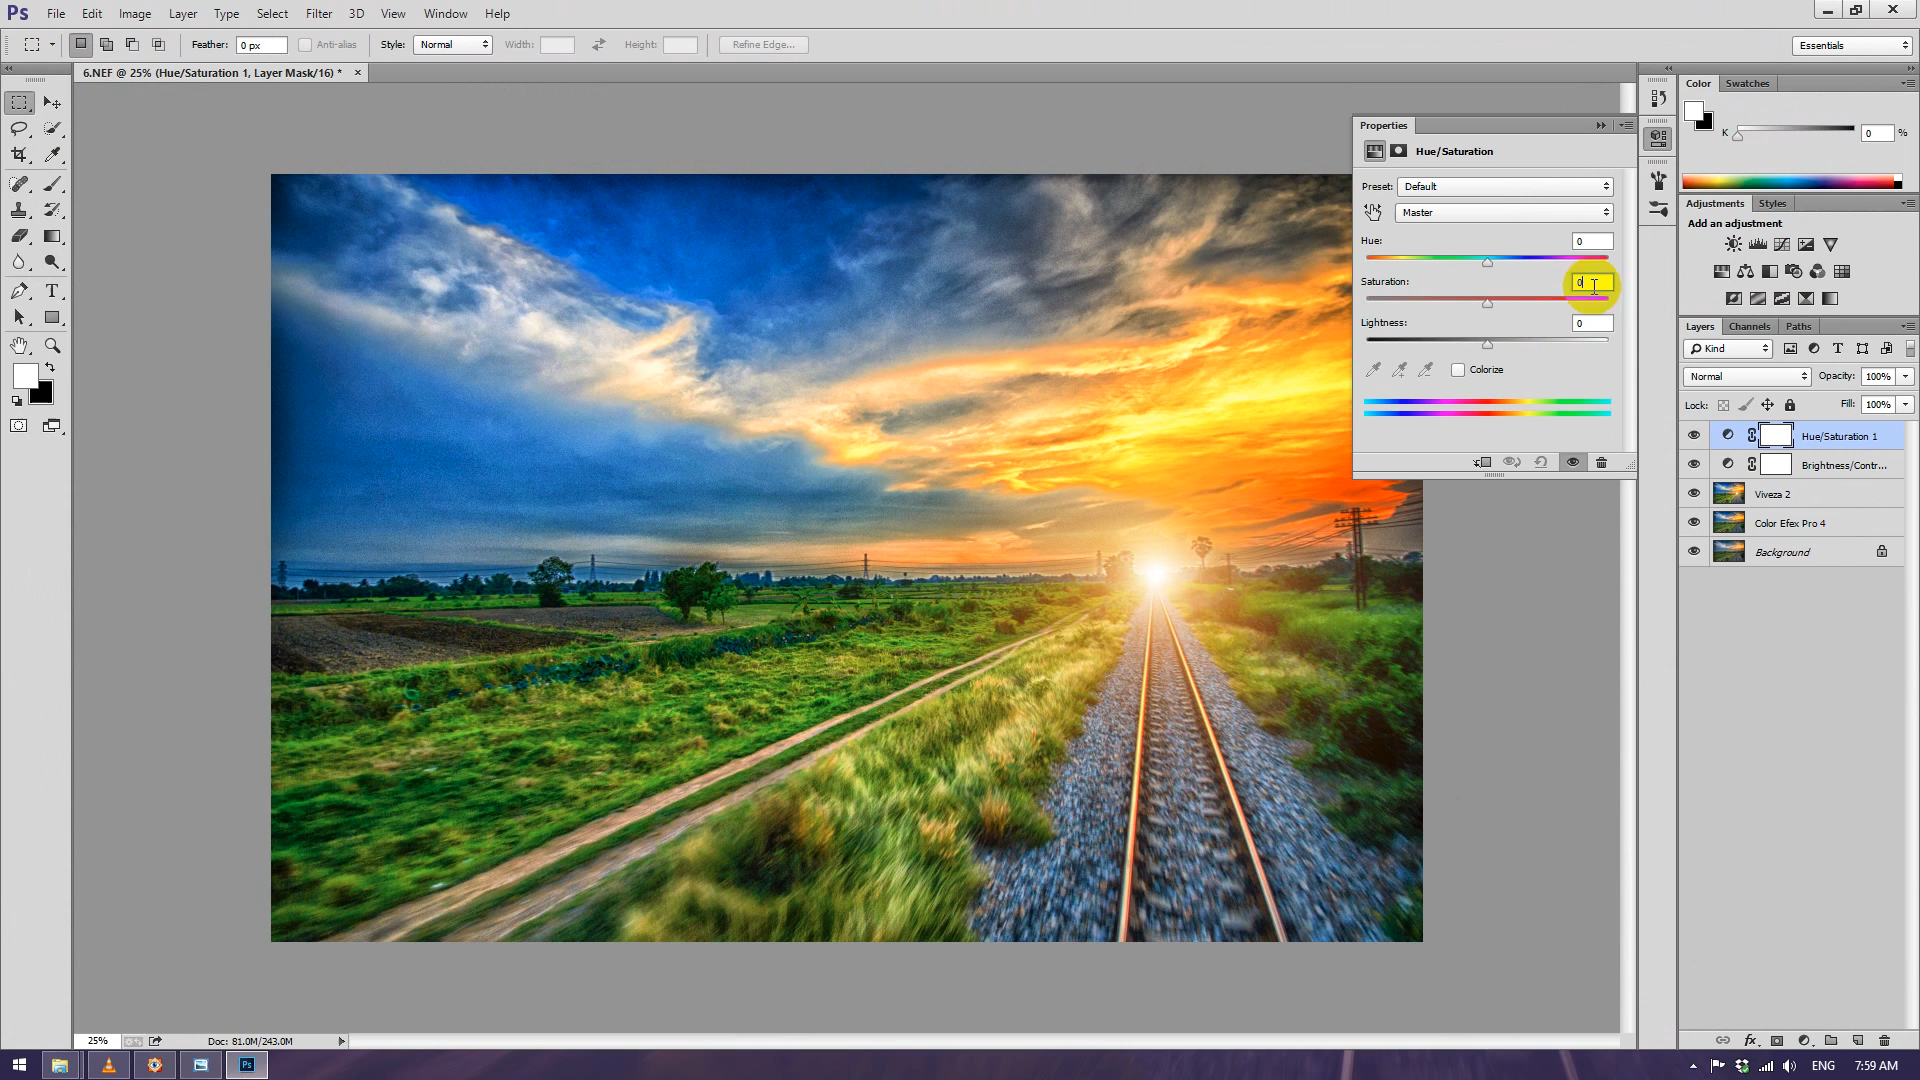 Ps File Edit Image Layer Type Select Filter 3D View Window Help
Feather: 0 px Anti-alias Style: Normal Width: Height: Refine Edge... Essentials
6.NEF @ 25% (Hue/Saturation 1, Layer Mask/16) * ×
Properties
Hue/Saturation
Preset: Default
Master
Hue: 0
Saturation: 0
Lightness: 0
Colorize
Color Swatches
K 0 %
Adjustments Styles
Add an adjustment
Layers Channels Paths
Kind T
Normal Opacity: 100%
Lock: Fill: 100%
Hue/Saturation 1
Brightness/Contr...
Viveza 2
Color Efex Pro 4
Background
T
fx
25% Doc: 81.0M/243.0M
Ps ENG 7:59 AM